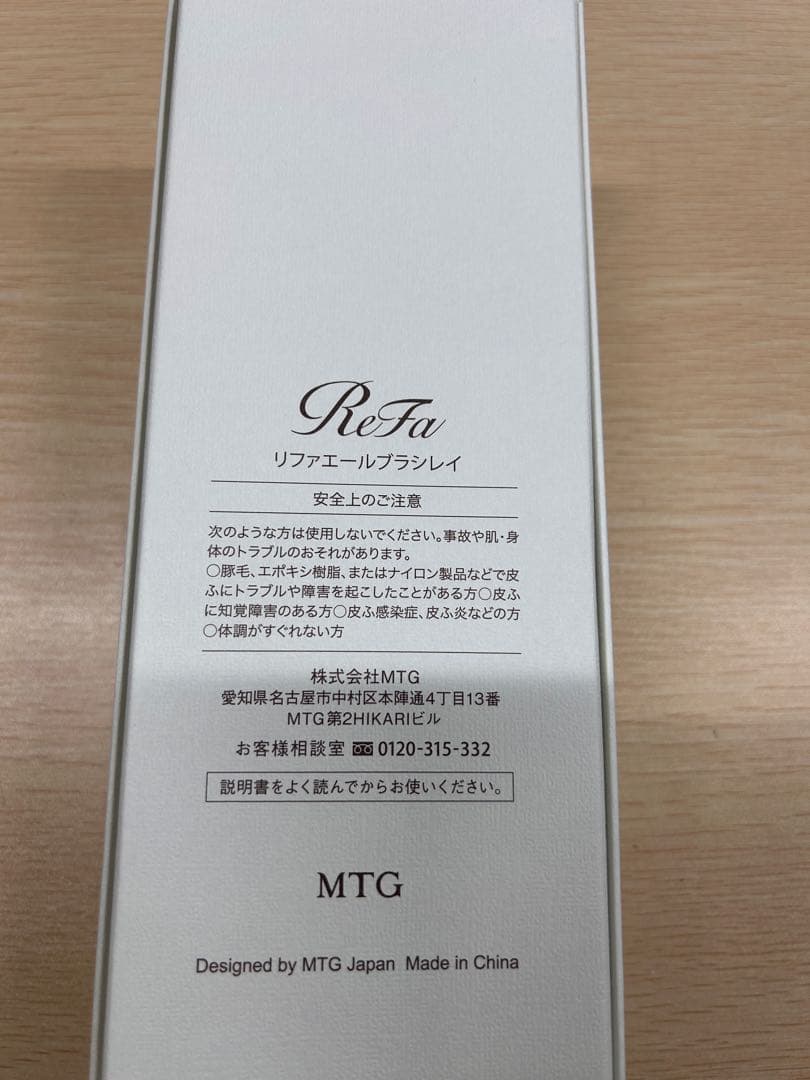 ReFa
リファエールブラシレイ
安全上のご注意
次のような方は使用しないでください。事故や肌・身
体のトラブルのおそれがあります。
○豚毛、エポキシ樹脂、またはナイロン製品などで皮
ふにトラブルや障害を起こしたことがある方○皮ふ
に知覚障害のある方○皮ふ感染症、皮ふ炎などの方
○体調がすぐれない方
株式会社MTG
愛知県名古屋市中村区本陣通4丁目13番
MTG第2HIKARIビル
お客様相談室 0120-315-332
説明書をよく読んでからお使いください。
MTG
Designed by MTG Japan Made in China